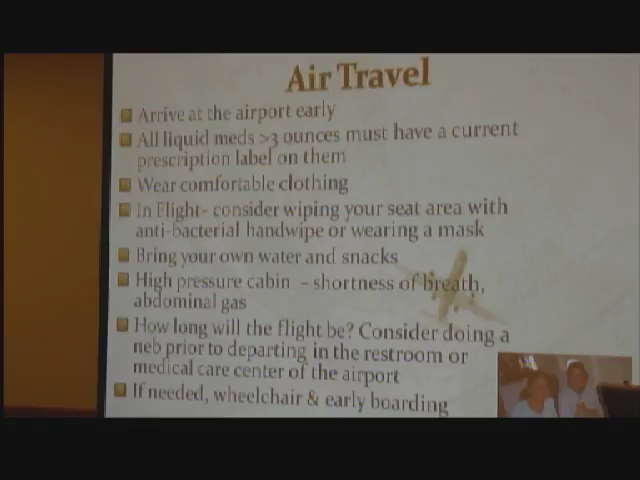 Air Travel
Arrive at the airport early
All liquid meds >3 ounces must have a current
prescription label on them
Wear comfortable clothing
In Flight- consider wiping your seat area with
anti-bacterial handwipe or wearing a mask
Bring your own water and snacks
High pressure cabin - shortness of breath,
abdominal gas
How long will the flight be? Consider doing a
neb prior to departing in the restroom or
medical care center of the airport
If needed, wheelchair & early boarding